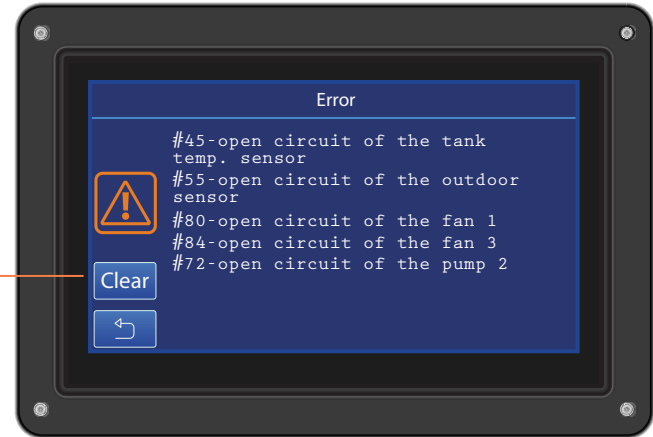 Error
#45-open circuit of the tank
temp. sensor
#55-open circuit of the outdoor
sensor
#80-open circuit of the fan 1
#84-open circuit of the fan 3
#72-open circuit of the pump 2
Clear